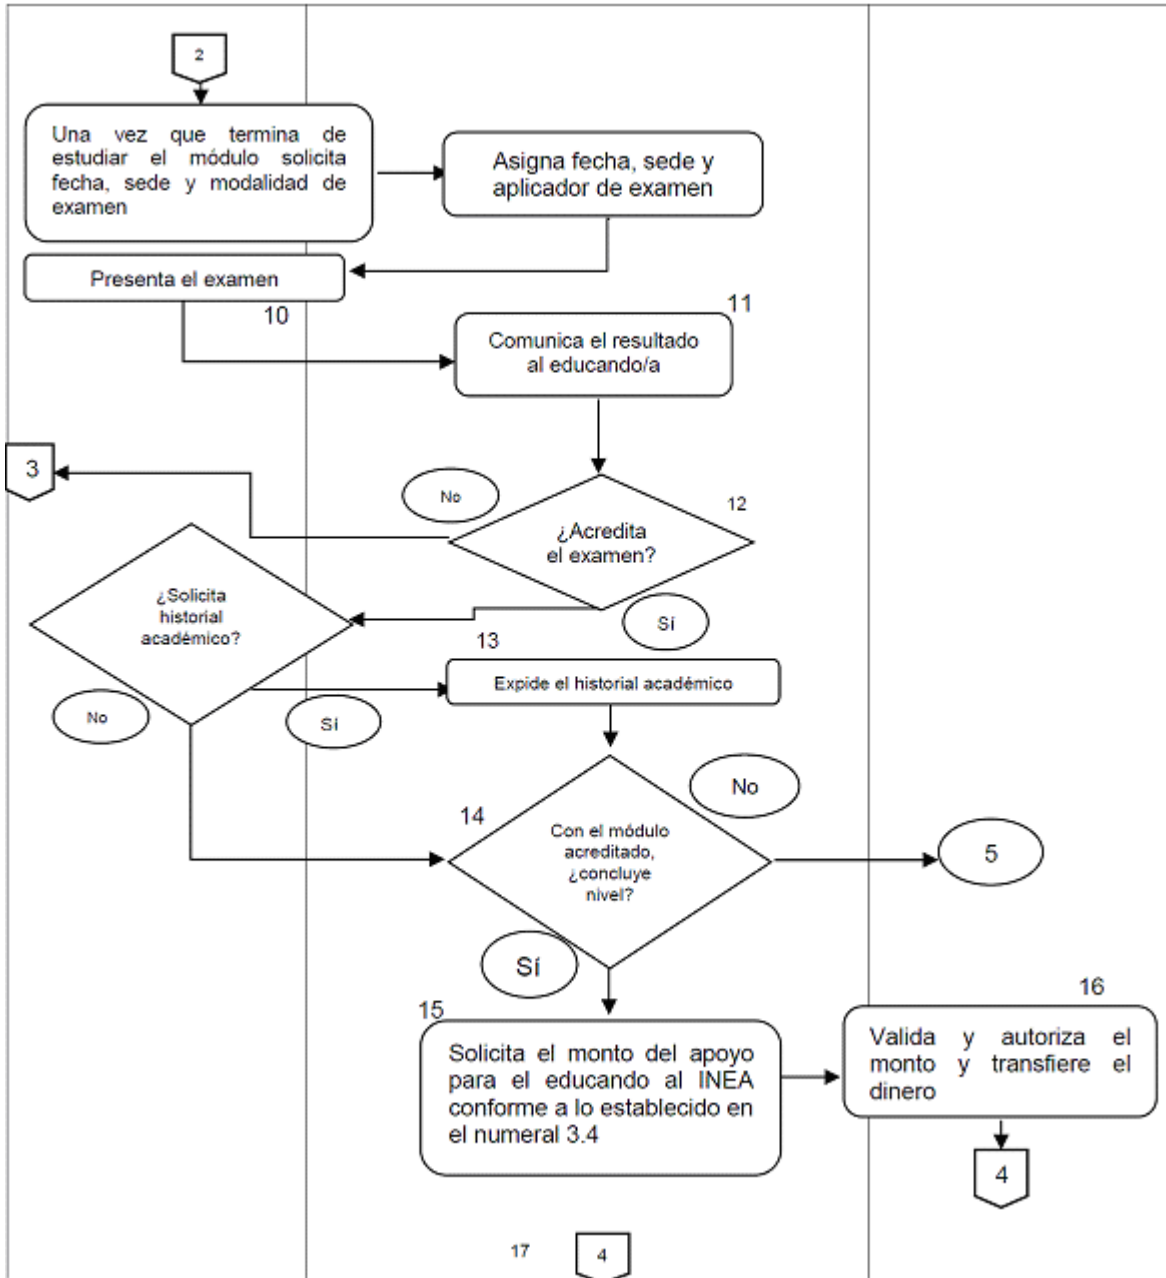 2
Una vez que termina de
estudiar el módulo solicita
fecha, sede y modalidad de
examen
Asigna fecha, sede y
aplicador de examen
Presenta el examen
10
11
Comunica el resultado
al educando/a
3
No
12
¿Acredita
el examen?
¿Solicita
historial
académico?
Sí
13
Expide el historial académico
No
Sí
No
14
Con el módulo
acreditado,
¿concluye
nivel?
5
Sí
15
16
Solicita el monto del apoyo
para el educando al INEA
conforme a lo establecido en
el numeral 3.4
Valida y autoriza el
monto y transfiere el
dinero
4
17
4